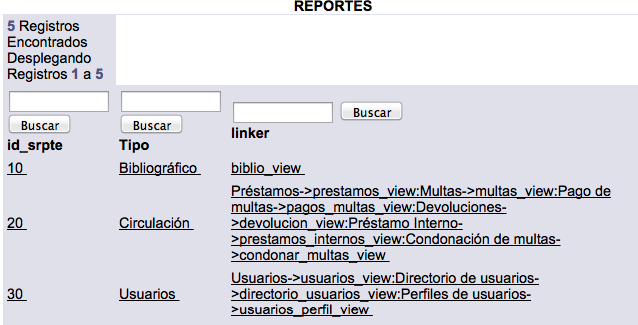 REPORTES
5 Registros
Encontrados
Desplegando
Registros 1 a 5
Buscar
Buscar
Buscar
id_srpte
Tipo
linker
10
Bibliográfico
biblio_view
20
Circulación
Préstamos->prestamos_view:Multas->multas_view:Pago de
multas->pagos_multas_view:Devoluciones-
>devolucion_view:Préstamo Interno-
>prestamos_internos_view:Condonación de multas-
>condonar_multas_view
30
Usuarios
Usuarios->usuarios_view:Directorio de usuarios-
>directorio_usuarios_view:Perfiles de usuarios-
>usuarios_perfil_view